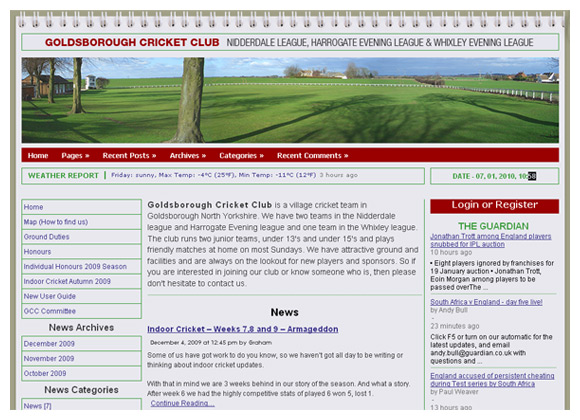 GOLDSBOROUGH CRICKET CLUB NIDDERDALE LEAGUE, HARROGATE EVENING LEAGUE & WHIXLEY EVENING LEAGUE
Home Pages » Recent Posts » Archives » Categories » Recent Comments »
WEATHER REPORT Friday: sunny, Max Temp: -4ºC (25ºF), Min Temp: -11ºC (12ºF) 3 hours ago
DATE - 07, 01, 2010, 10:58
Home
Map (How to find us)
Ground Duties
Honours
Individual Honours 2009 Season
Indoor Cricket Autumn 2009
New User Guide
GCC Committee
News Archives
December 2009
November 2009
October 2009
News Categories
News [7]
Goldsborough Cricket Club is a village cricket team in
Goldsborough North Yorkshire. We have two teams in the Nidderdale
league and Harrogate Evening league and one team in the Whixley league.
The club runs two junior teams, under 13's and under 15's and plays
friendly matches at home on most Sundays. We have attractive ground and
facilities and are always on the lookout for new players and sponsors. So if
you are interested in joining our club or know someone who is, then please
don't hesitate to contact us.
News
Indoor Cricket – Weeks 7,8 and 9 – Armageddon
December 4, 2009 at 12:45 pm by Graham
Some of us have got work to do you know, so we haven't got all day to be writing or
thinking about indoor cricket updates.
With that in mind we are 3 weeks behind in our story of the season. And what a story.
After week 6 we had the highly competitive stats of played 6 won 5, lost 1.
Continue Reading...
Login or Register
THE GUARDIAN
Jonathan Trott among England players
snubbed for IPL auction
10 hours ago
• Eight players ignored by franchises for
19 January auction • Jonathan Trott,
Eoin Morgan among players to be
passed overThe ...
South Africa v England - day five live!
by Andy Bull
-
23 minutes ago
Click F5 or turn on our automatic for the
latest updates, and email
andy.bull@guardian.co.uk with
questions and ...
England accused of persistent cheating
during Test series by South Africa
by Paul Weaver
-
13 hours ago